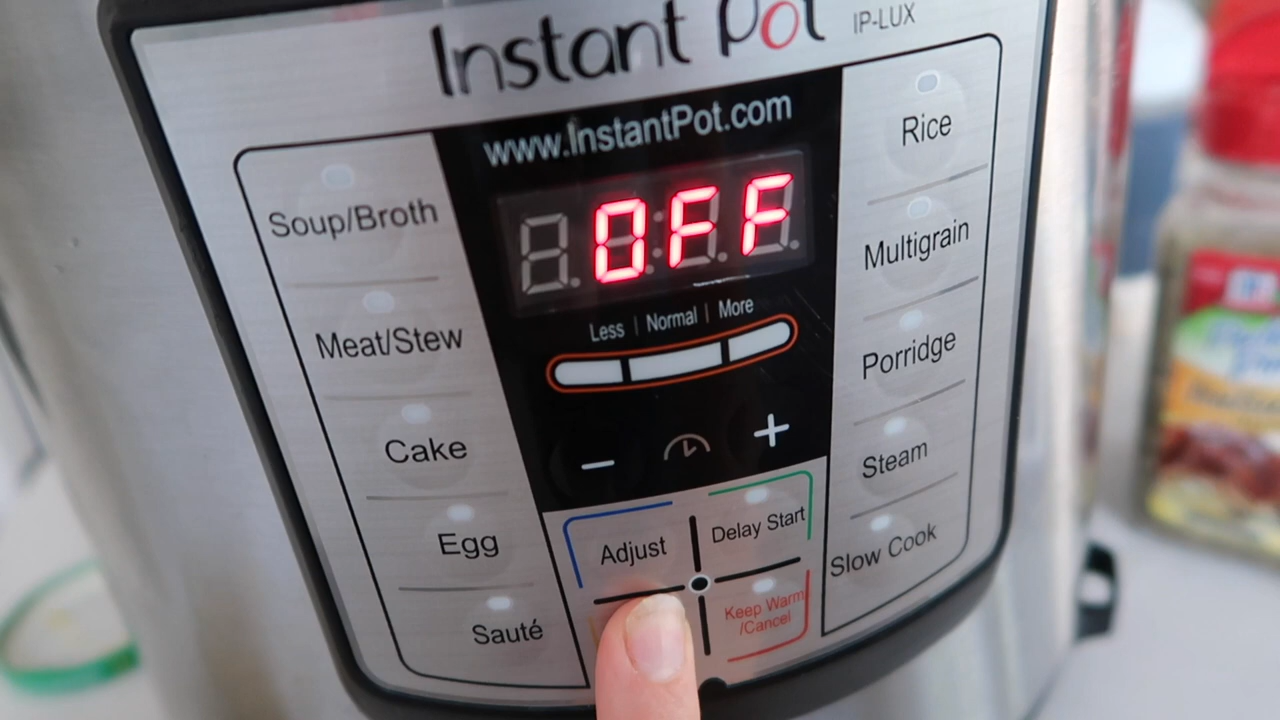 Instant Pot
IP-LUX
www.InstantPot.com
OFF
Less | Normal | More
− +
Soup/Broth
Meat/Stew
Cake
Egg
Sauté
Rice
Multigrain
Porridge
Steam
Slow Cook
Adjust
Delay Start
Keep Warm
/Cancel